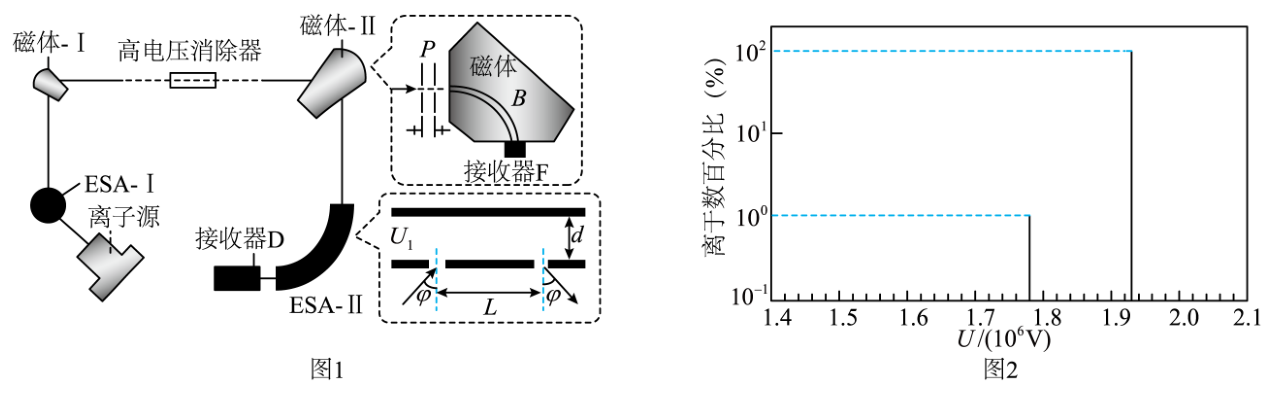 磁体-Ⅰ
高电压消除器
磁体-Ⅱ
P
磁体
B
接收器F
ESA-Ⅰ
离子源
接收器D
ESA-Ⅱ
U₁
d
φ
φ
L
图1
离于数百分比（%）
10²
10¹
10⁰
10⁻¹
1.4 1.5 1.6 1.7 1.8 1.9 2.0 2.1
U/(10⁶V)
图2